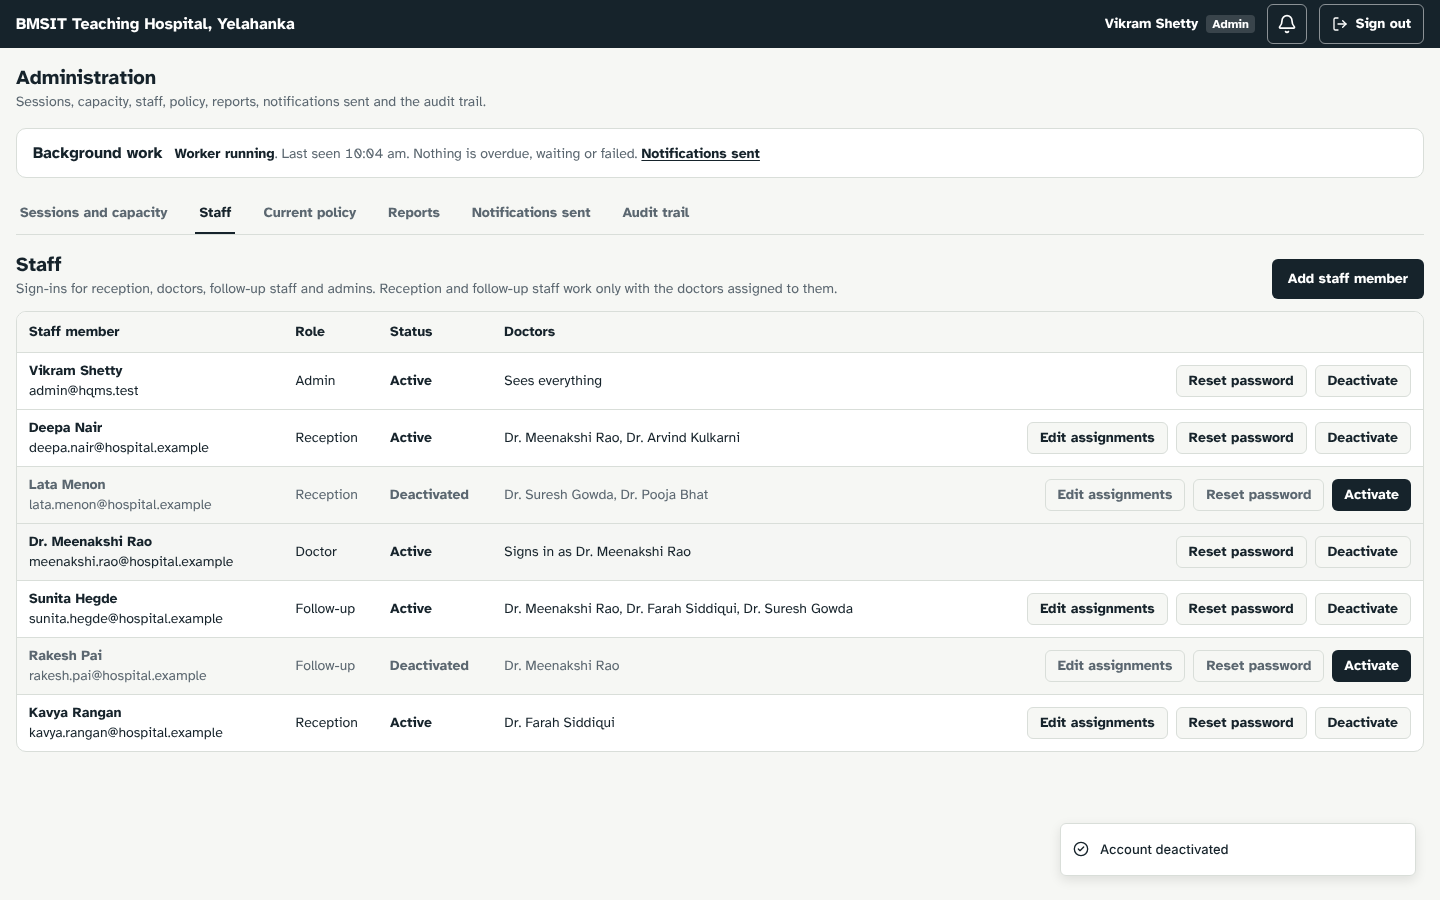 BMSIT Teaching Hospital, Yelahanka
Vikram Shetty Admin Sign out
Administration
Sessions, capacity, staff, policy, reports, notifications sent and the audit trail.
Background work Worker running. Last seen 10:04 am. Nothing is overdue, waiting or failed. Notifications sent
Sessions and capacity Staff Current policy Reports Notifications sent Audit trail
Staff
Sign-ins for reception, doctors, follow-up staff and admins. Reception and follow-up staff work only with the doctors assigned to them.
Add staff member
Staff member Role Status Doctors
Vikram Shetty
admin@hqms.test
Admin Active Sees everything Reset password Deactivate
Deepa Nair
deepa.nair@hospital.example
Reception Active Dr. Meenakshi Rao, Dr. Arvind Kulkarni Edit assignments Reset password Deactivate
Lata Menon
lata.menon@hospital.example
Reception Deactivated Dr. Suresh Gowda, Dr. Pooja Bhat Edit assignments Reset password Activate
Dr. Meenakshi Rao
meenakshi.rao@hospital.example
Doctor Active Signs in as Dr. Meenakshi Rao Reset password Deactivate
Sunita Hegde
sunita.hegde@hospital.example
Follow-up Active Dr. Meenakshi Rao, Dr. Farah Siddiqui, Dr. Suresh Gowda Edit assignments Reset password Deactivate
Rakesh Pai
rakesh.pai@hospital.example
Follow-up Deactivated Dr. Meenakshi Rao Edit assignments Reset password Activate
Kavya Rangan
kavya.rangan@hospital.example
Reception Active Dr. Farah Siddiqui Edit assignments Reset password Deactivate
Account deactivated